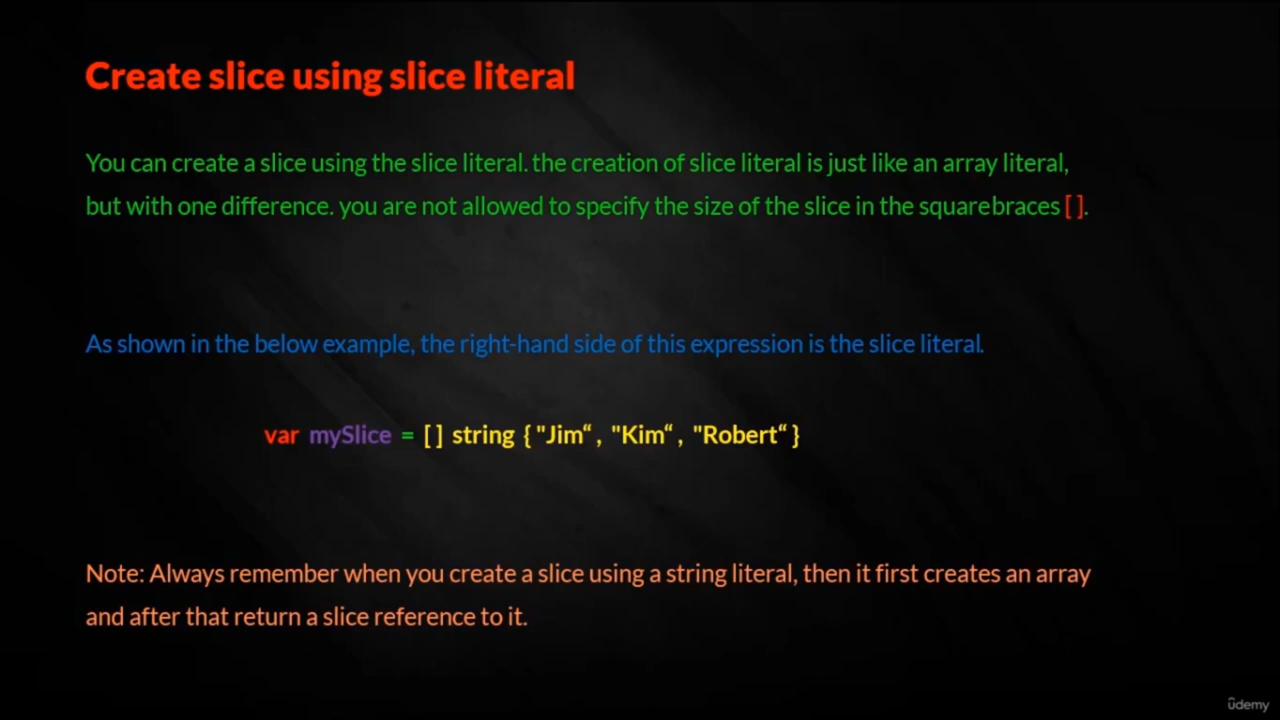 Create slice using slice literal
You can create a slice using the slice literal. the creation of slice literal is just like an array literal,
but with one difference. you are not allowed to specify the size of the slice in the squarebraces [ ].
As shown in the below example, the right-hand side of this expression is the slice literal.
var mySlice = [ ] string { "Jim“ , "Kim“ , "Robert“ }
Note: Always remember when you create a slice using a string literal, then it first creates an array
and after that return a slice reference to it.
ûdemy